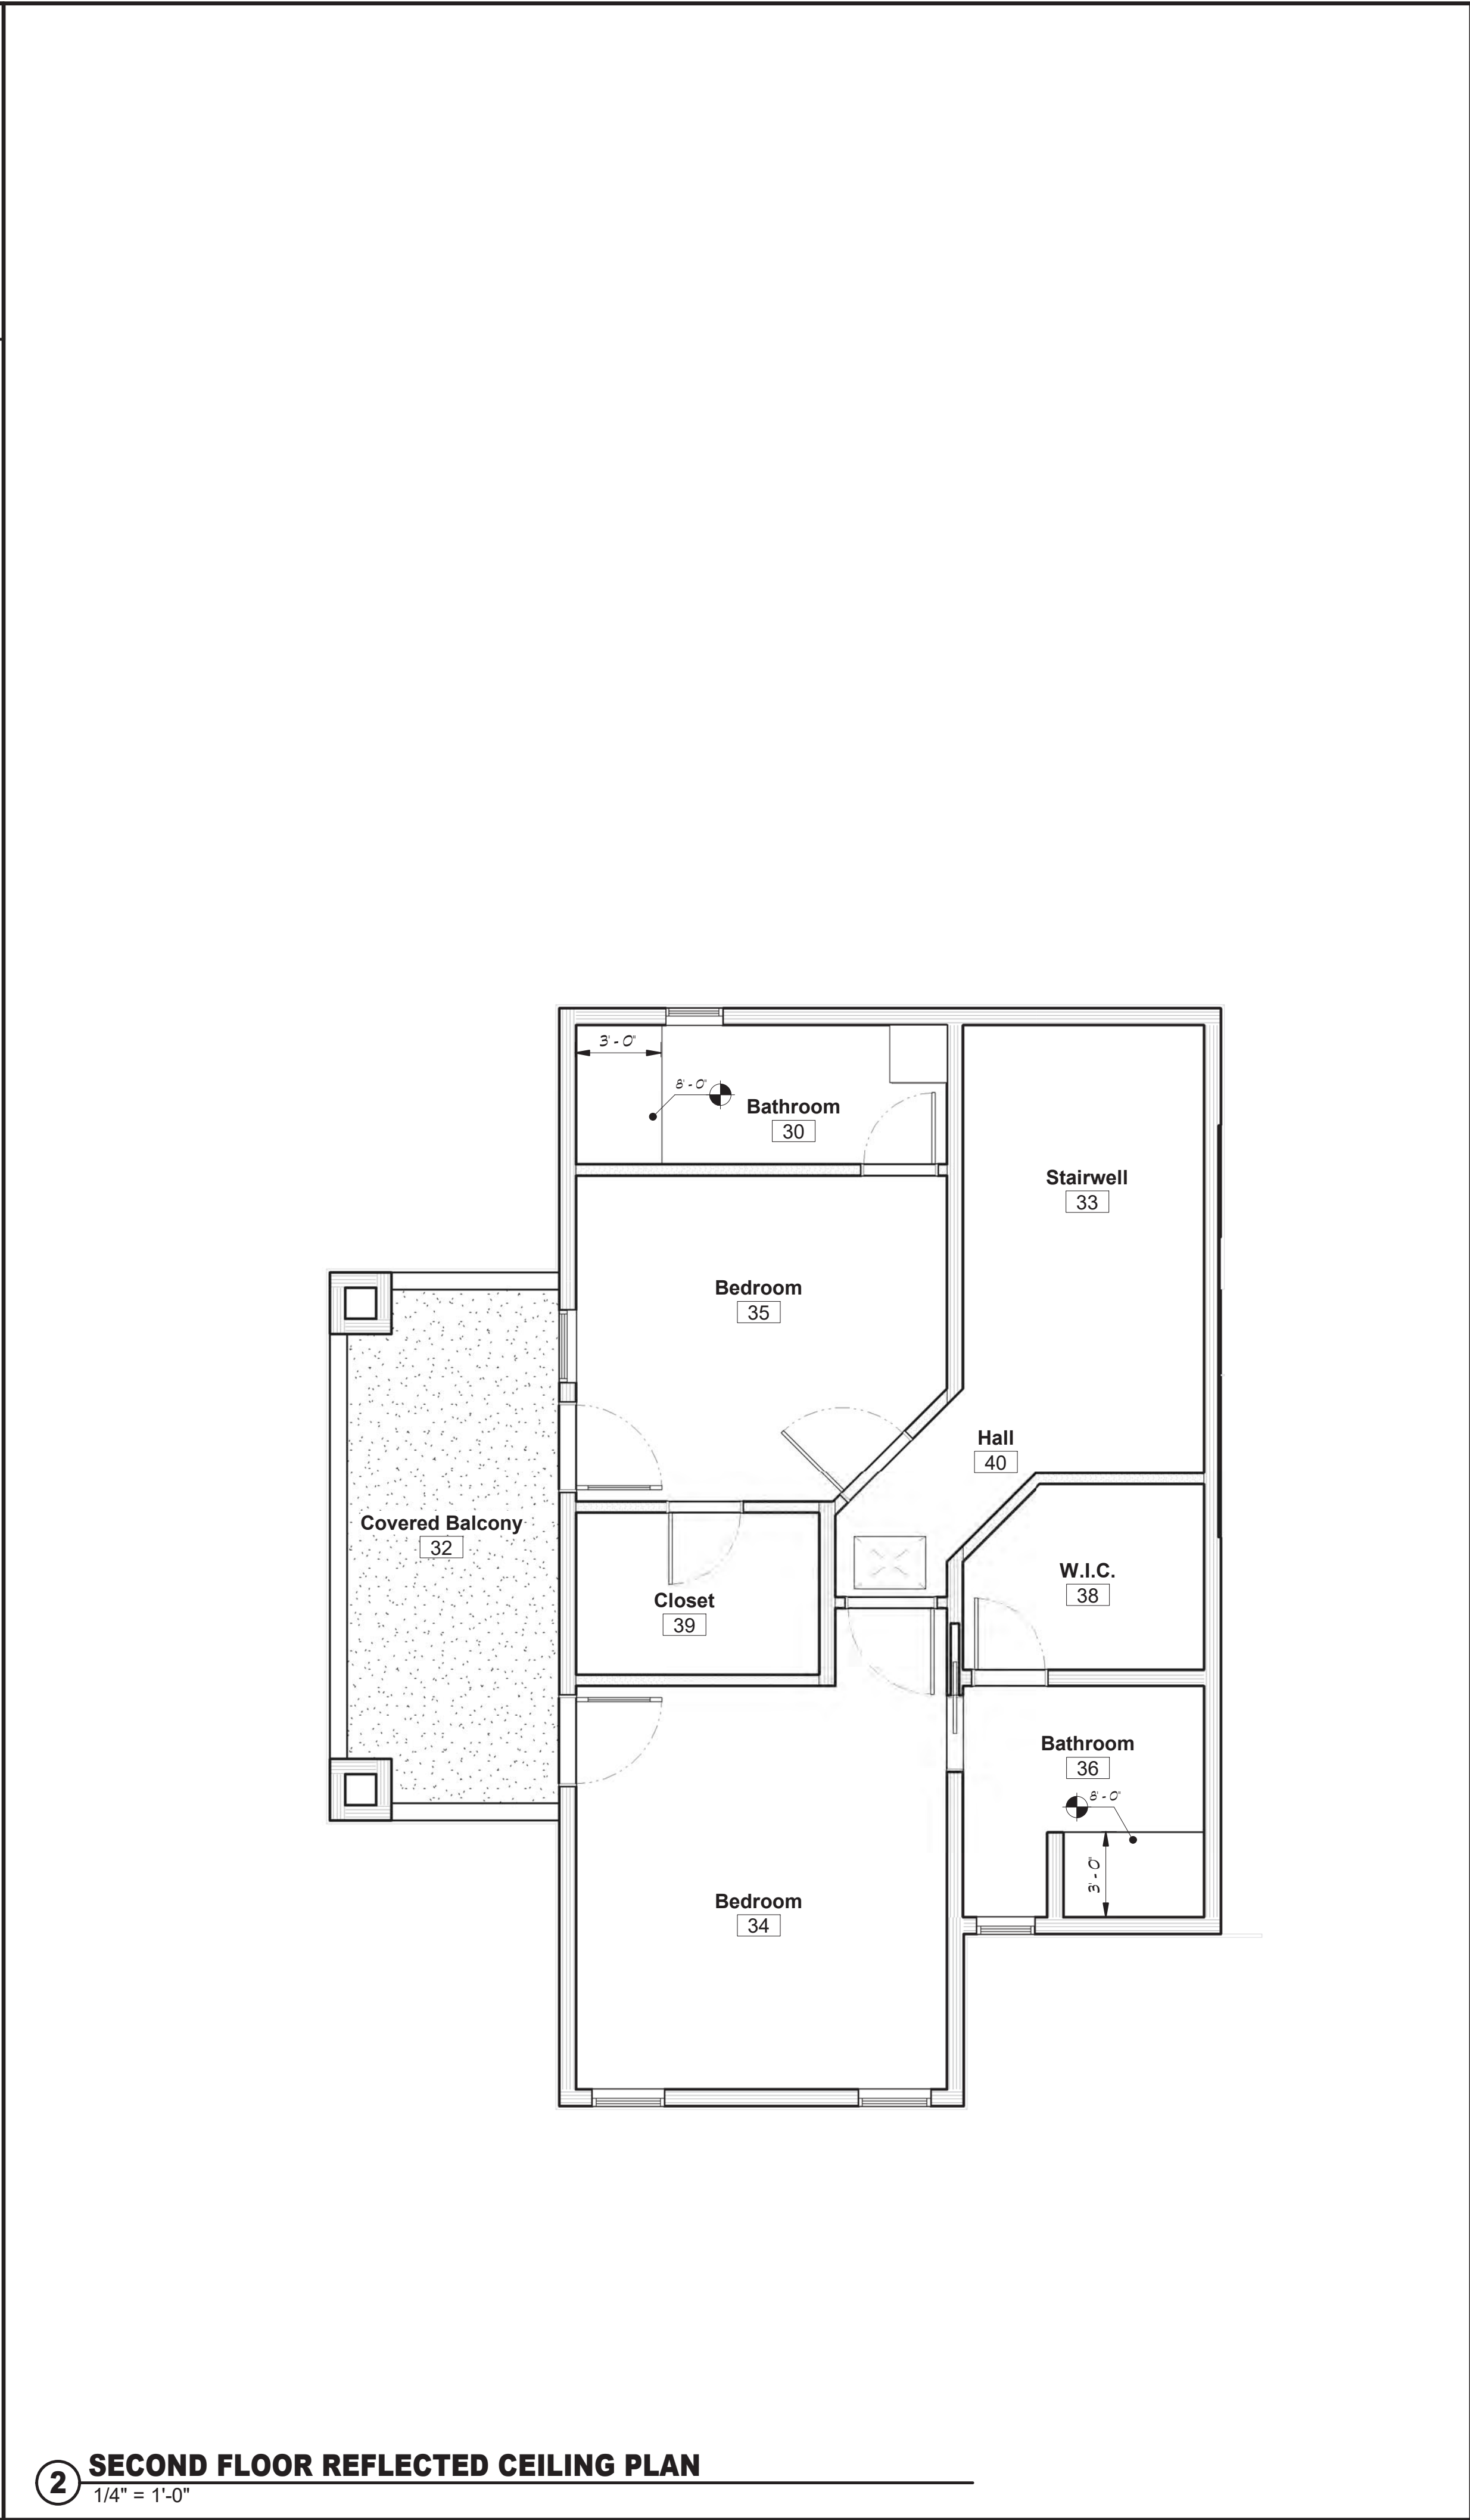 3' - 0"
8' - 0"
Bathroom
30
Stairwell
33
Bedroom
35
Hall
40
Covered Balcony
32
W.I.C.
38
Closet
39
Bathroom
36
8' - 0"
3' - 0"
Bedroom
34
2
SECOND FLOOR REFLECTED CEILING PLAN
1/4" = 1'-0"